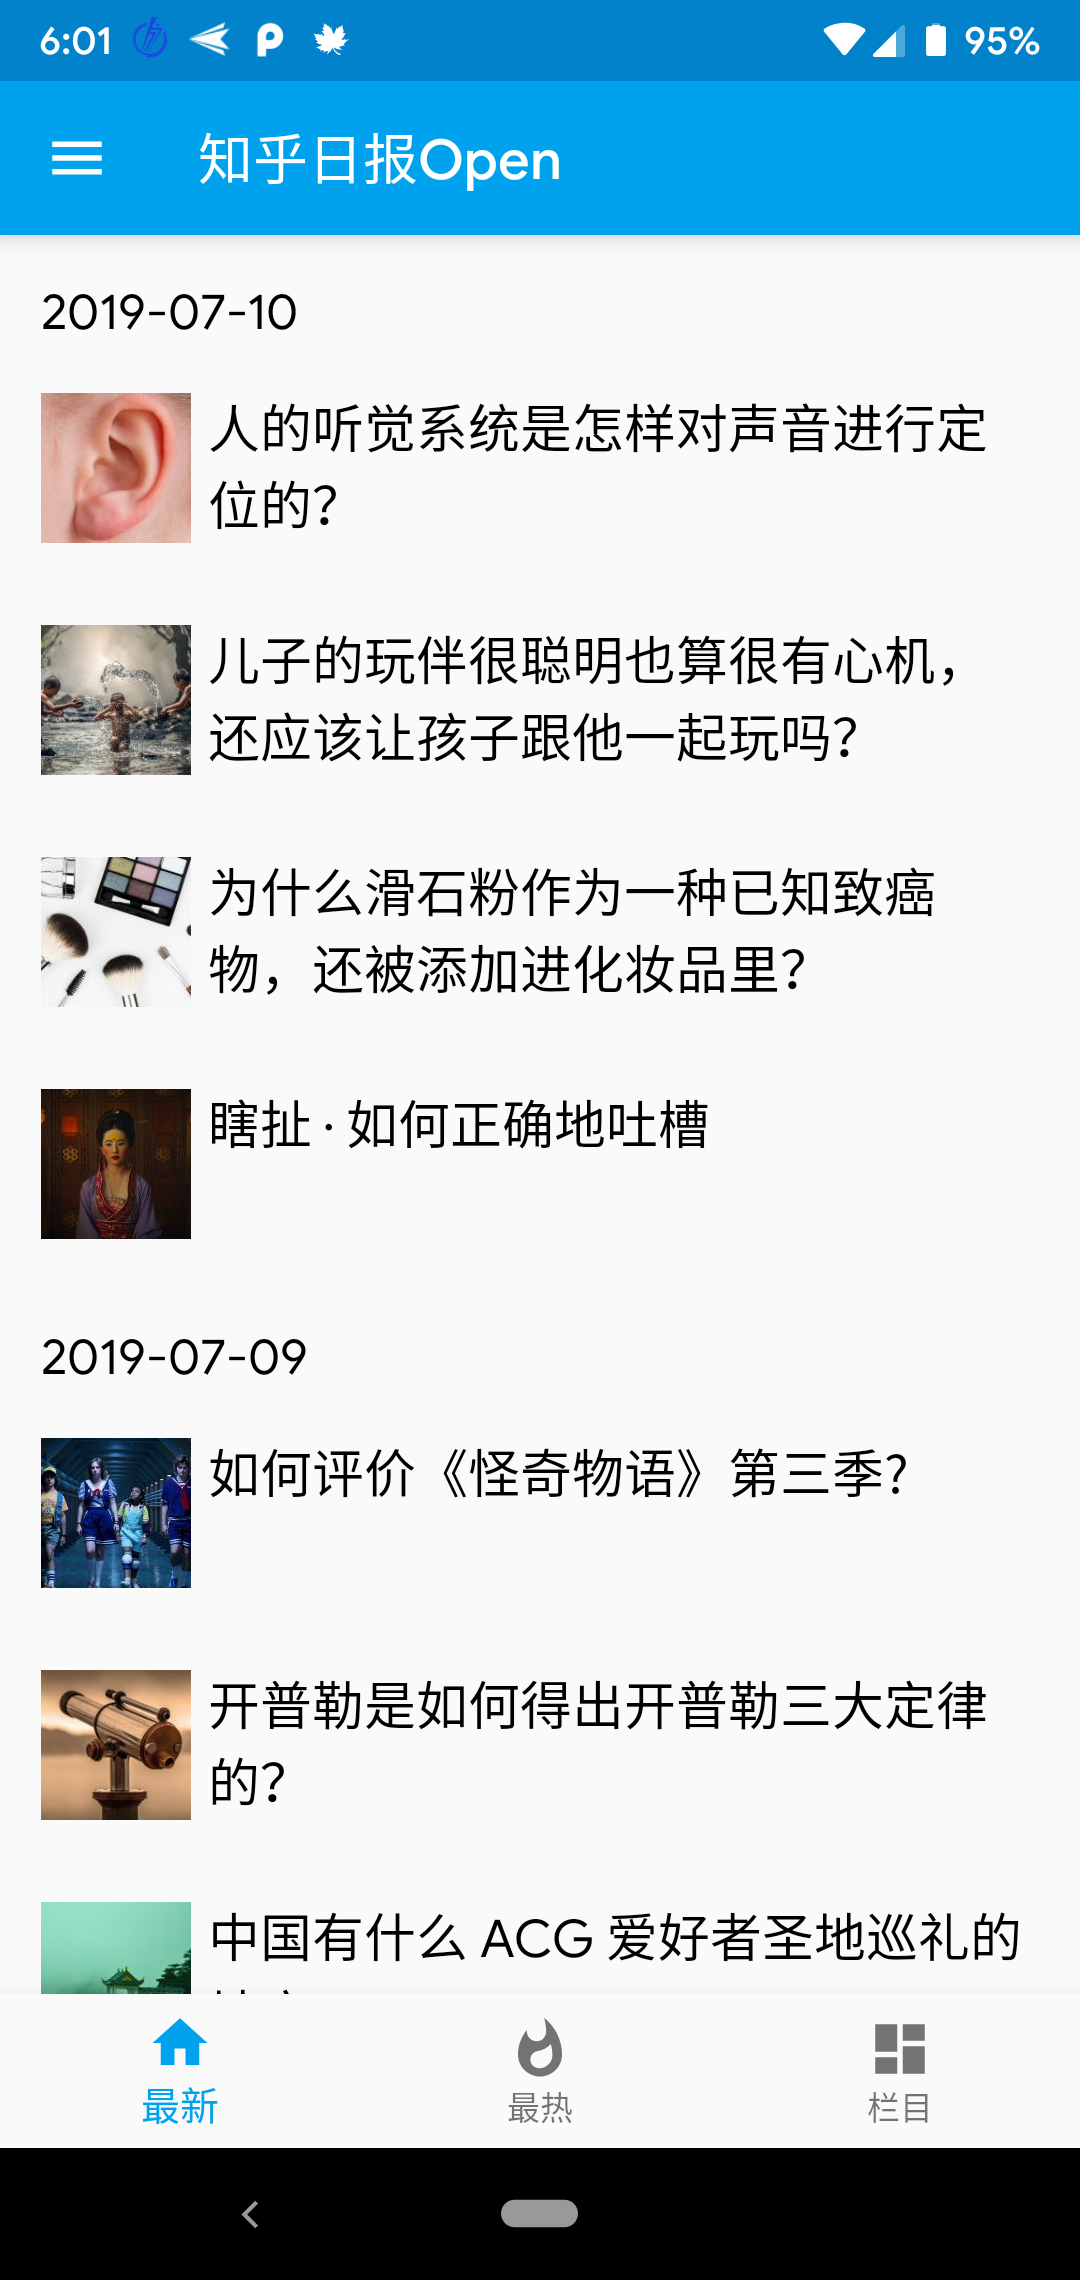 6:01
95%
知乎日报Open
2019-07-10
人的听觉系统是怎样对声音进行定
位的？
儿子的玩伴很聪明也算很有心机，
还应该让孩子跟他一起玩吗？
为什么滑石粉作为一种已知致癌
物，还被添加进化妆品里？
瞎扯 · 如何正确地吐槽
2019-07-09
如何评价《怪奇物语》第三季？
开普勒是如何得出开普勒三大定律
的？
中国有什么 ACG 爱好者圣地巡礼的
最新
最热
栏目